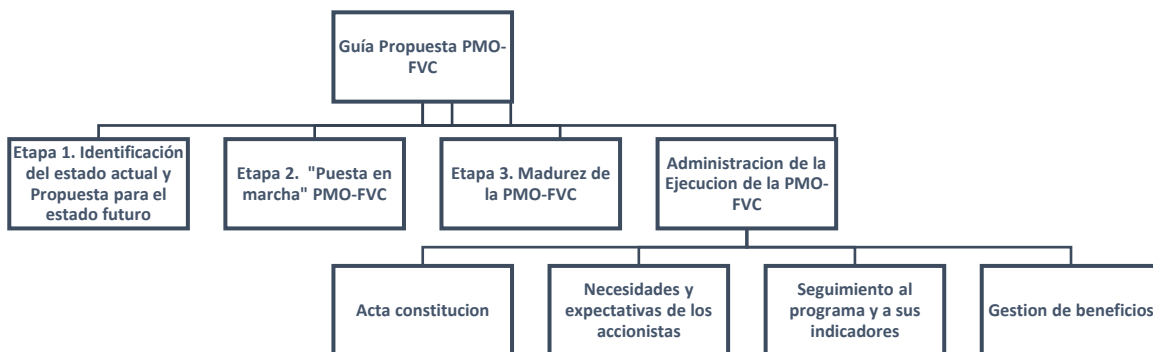 Guía Propuesta PMO-
FVC
Etapa 1. Identificación
del estado actual y
Propuesta para el
estado futuro
Etapa 2.  "Puesta en
marcha" PMO-FVC
Etapa 3. Madurez de
la PMO-FVC
Administracion de la
Ejecucion de la PMO-
FVC
Acta constitucion
Necesidades y
expectativas de los
accionistas
Seguimiento al
programa y a sus
indicadores
Gestion de beneficios